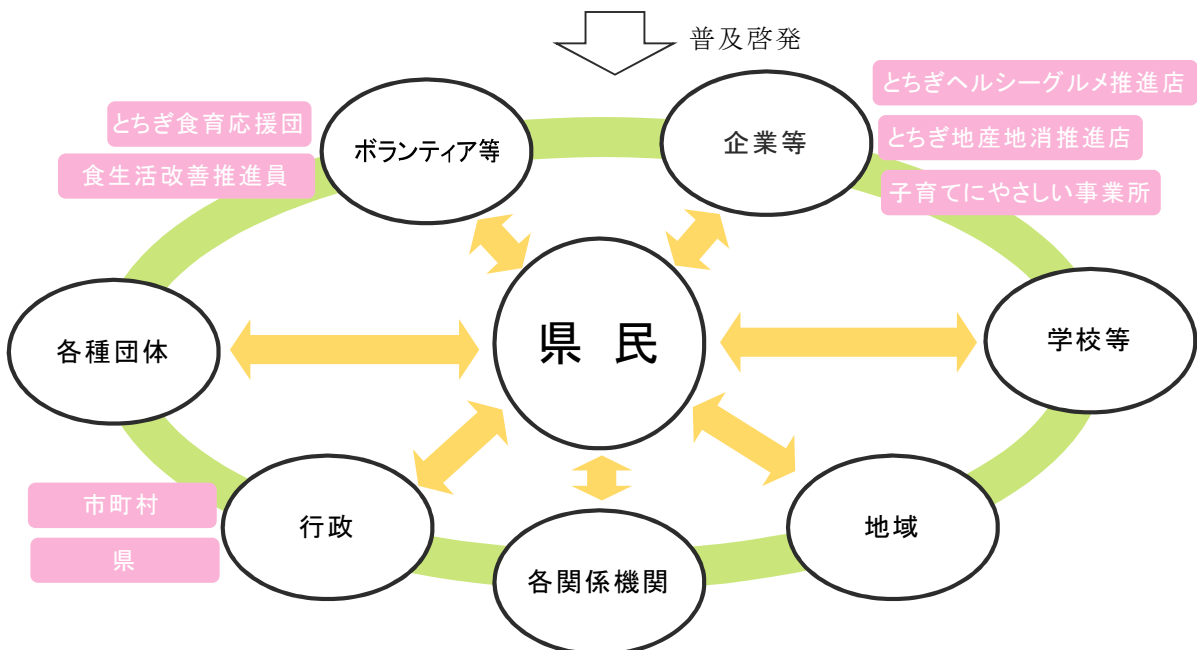 普及啓発
とちぎヘルシーグルメ推進店
とちぎ食育応援団
ボランティア等
企業等
とちぎ地産地消推進店
食生活改善推進員
子育てにやさしい事業所
各種団体
県 民
学校等
市町村
行政
地域
県
各関係機関